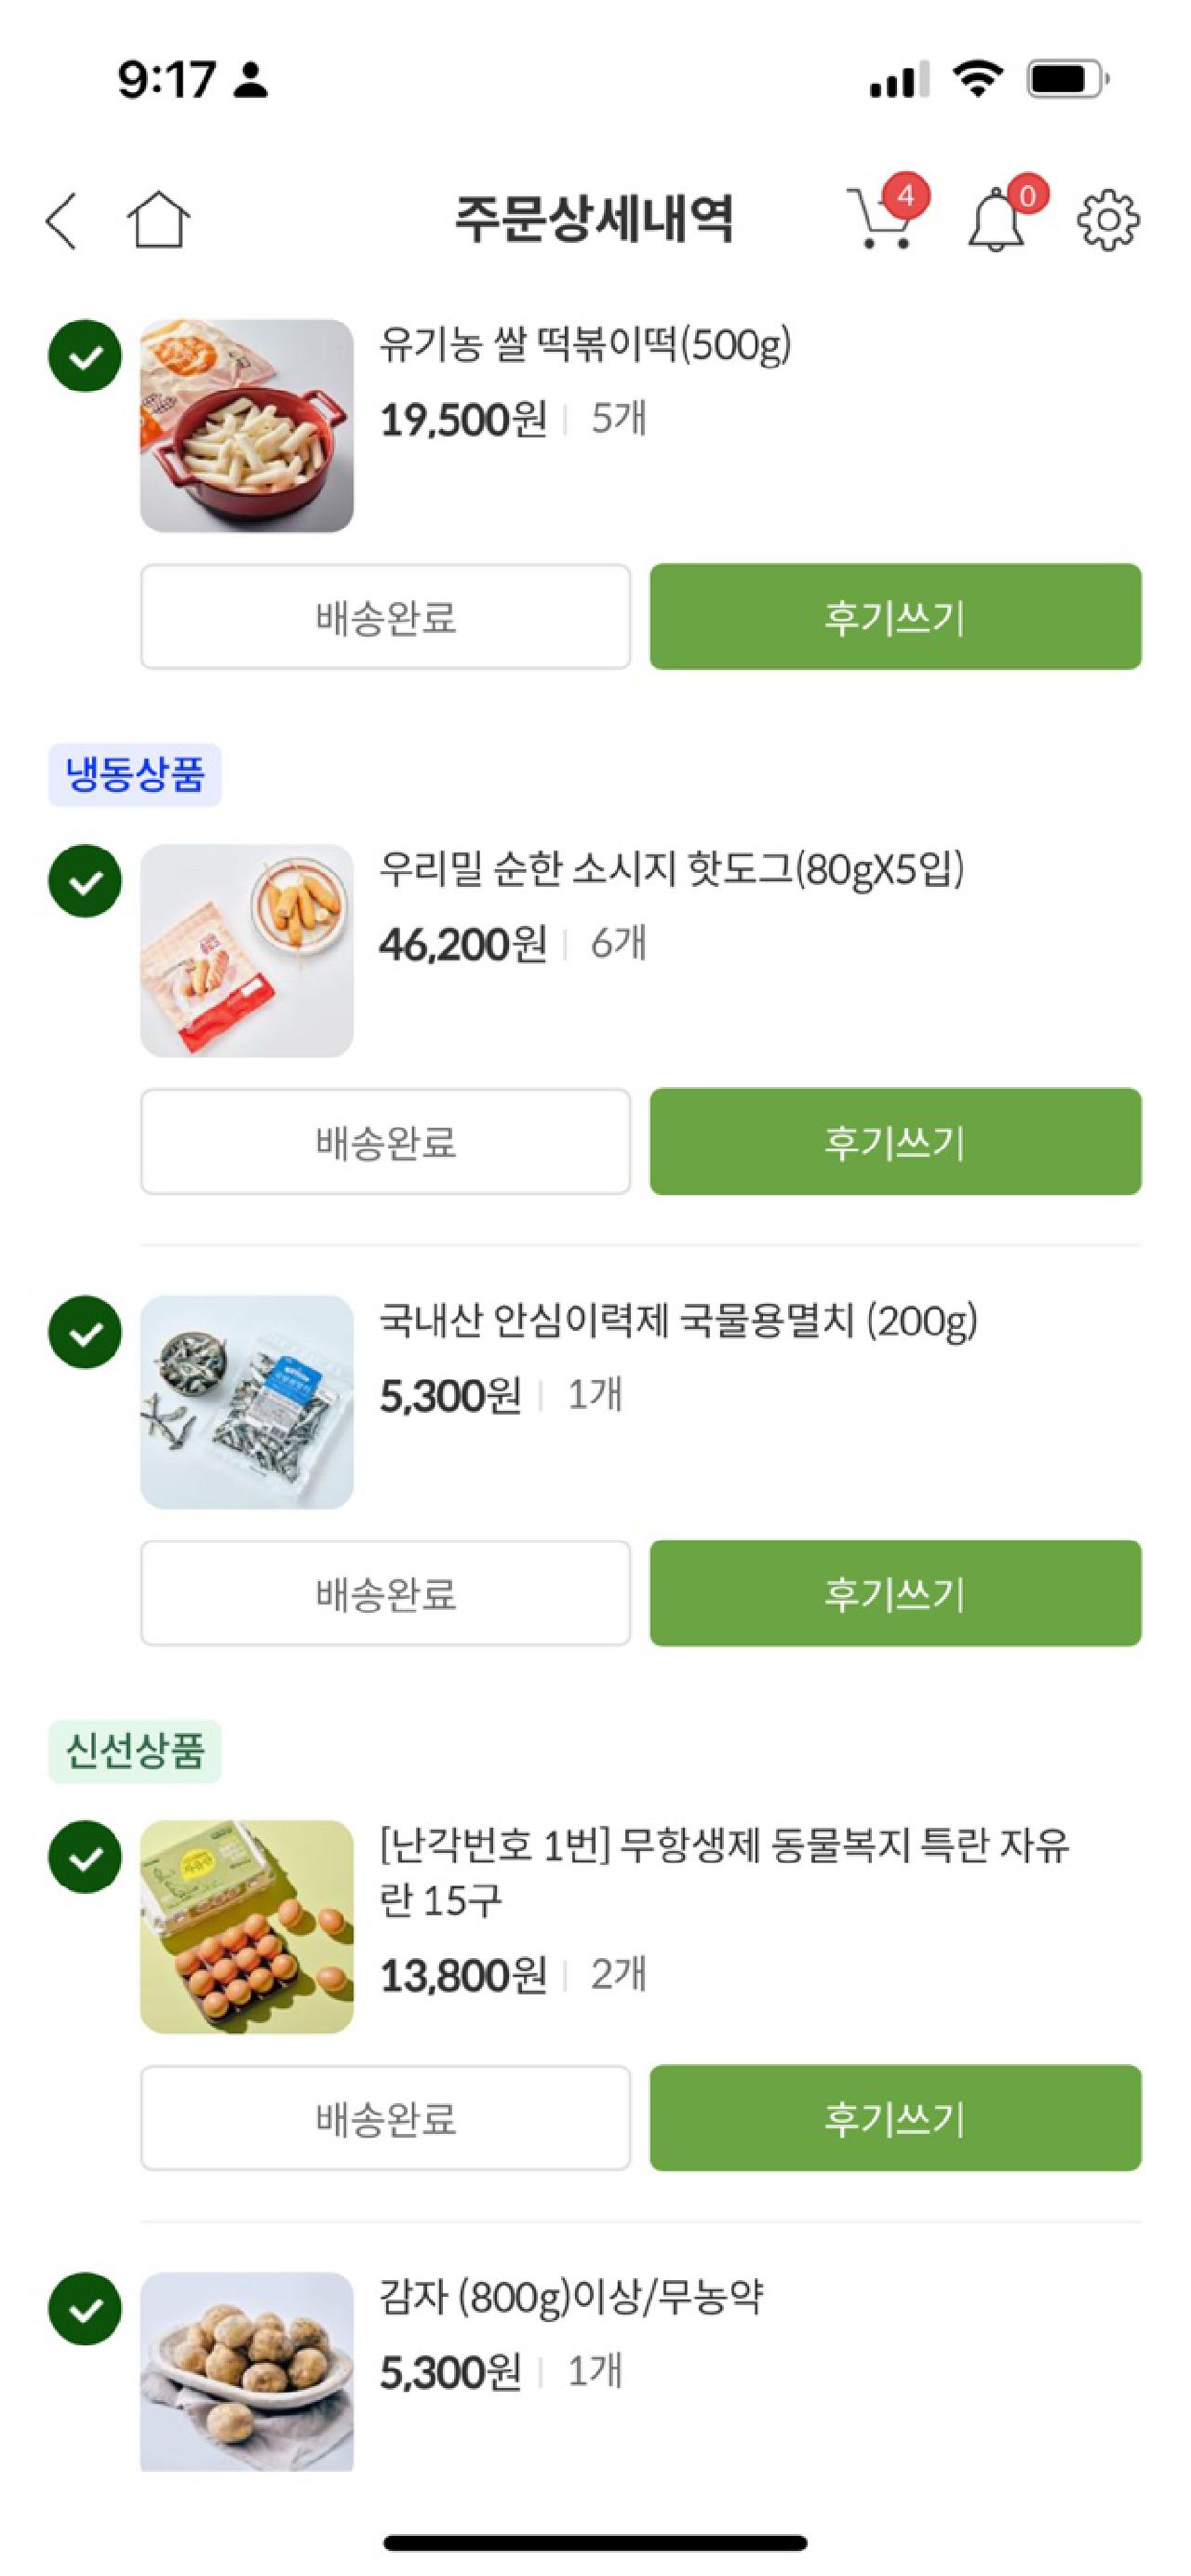 9:17
주문상세내역
4
0
유기농 쌀 떡볶이떡(500g)
19,500원 | 5개
배송완료
후기쓰기
냉동상품
우리밀 순한 소시지 핫도그(80gX5입)
46,200원 | 6개
배송완료
후기쓰기
국내산 안심이력제 국물용멸치 (200g)
5,300원 | 1개
배송완료
후기쓰기
신선상품
[난각번호 1번] 무항생제 동물복지 특란 자유
란 15구
13,800원 | 2개
배송완료
후기쓰기
감자 (800g)이상/무농약
5,300원 | 1개